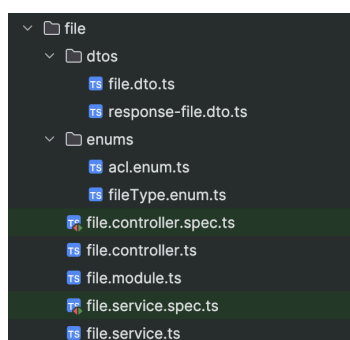 file
dtos
TS file.dto.ts
TS response-file.dto.ts
enums
TS acl.enum.ts
TS fileType.enum.ts
TS file.controller.spec.ts
TS file.controller.ts
TS file.module.ts
TS file.service.spec.ts
TS file.service.ts